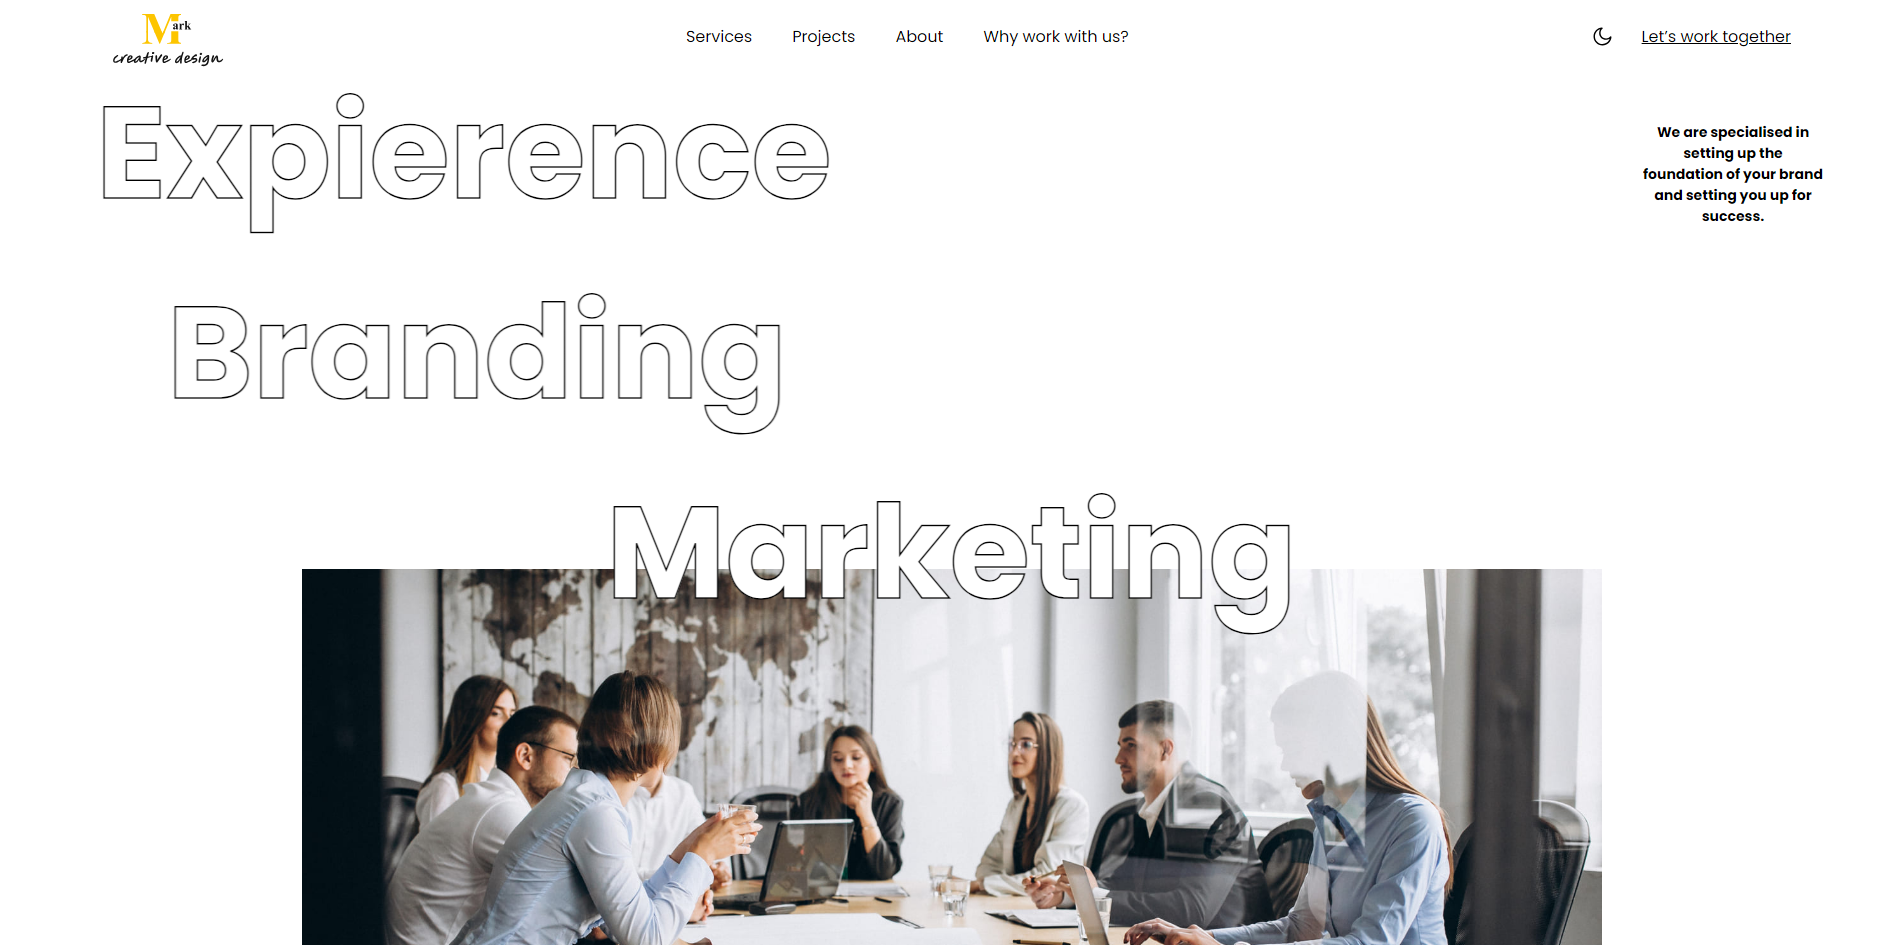 Mark
creative design
Services
Projects
About
Why work with us?
Let’s work together
Expierence
We are specialised in
setting up the
foundation of your brand
and setting you up for
success.
Branding
Marketing